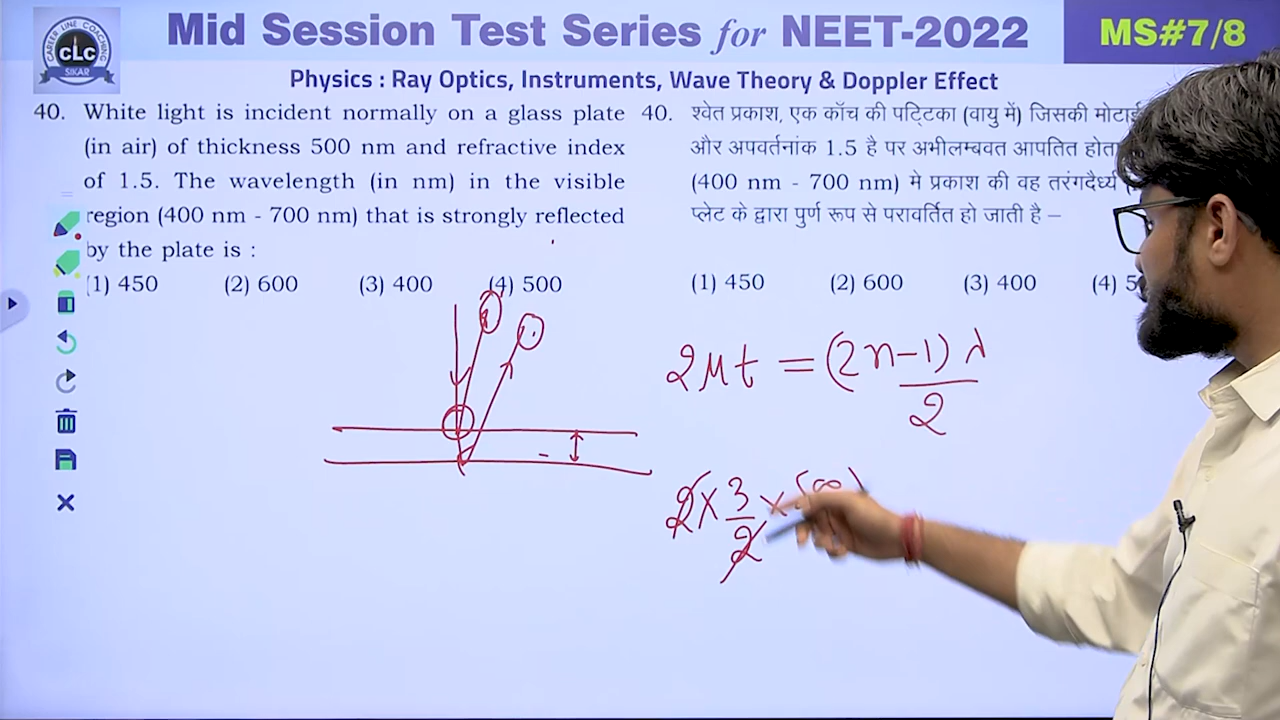 CAREER LINE COACHING
CLC
SIKAR
Mid Session Test Series for NEET-2022
MS#7/8
Physics : Ray Optics, Instruments, Wave Theory & Doppler Effect
40. White light is incident normally on a glass plate
(in air) of thickness 500 nm and refractive index
of 1.5. The wavelength (in nm) in the visible
region (400 nm - 700 nm) that is strongly reflected
by the plate is :
(1) 450 (2) 600 (3) 400 (4) 500
40. श्वेत प्रकाश, एक कॉच की पट्टिका (वायु में) जिसकी मोटाई
और अपवर्तनांक 1.5 है पर अभीलम्बवत आपतित होता
(400 nm - 700 nm) मे प्रकाश की वह तरंगदैर्ध्य
प्लेट के द्वारा पुर्ण रूप से परावर्तित हो जाती है –
(1) 450 (2) 600 (3) 400 (4) 5
2μt = (2n-1) λ
2
2 × 3 × 500
2